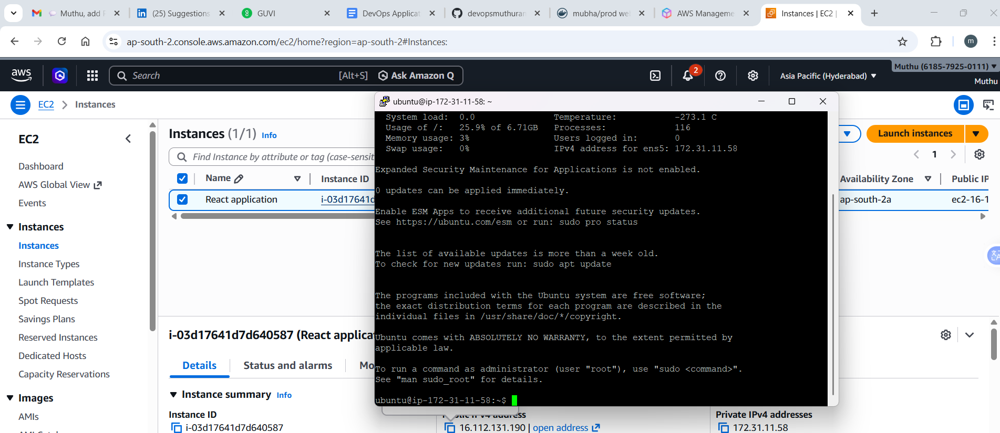 Muthu, add P
(25) Suggestions
GUVI
DevOps Applicat
devopsmuthuran
mubha/prod we
AWS Manageme
Instances | EC2 |
ap-south-2.console.aws.amazon.com/ec2/home?region=ap-south-2#Instances:
m
aws
Search
[Alt+S]
Ask Amazon Q
2
Asia Pacific (Hyderabad)
Muthu (6185-7925-0111)
Muthu
EC2
Instances
EC2
Dashboard
AWS Global View
Events
Instances
Instances
Instance Types
Launch Templates
Spot Requests
Savings Plans
Reserved Instances
Dedicated Hosts
Capacity Reservations
Images
AMIs
Instances (1/1) Info
Find Instance by attribute or tag (case-sensit
Launch instances
1
Name
Instance ID
Availability Zone
Public IP
React application
i-03d17641d
ap-south-2a
ec2-16-1
i-03d17641d7d640587 (React applica
Details
Status and alarms
Mo
Instance summary Info
Instance ID
i-03d17641d7d640587
address
16.112.131.190 | open address
Private IPv4 addresses
172.31.11.58
ubuntu@ip-172-31-11-58: ~
System load: 0.0 Temperature: -273.1 C
Usage of /: 25.9% of 6.71GB Processes: 116
Memory usage: 3% Users logged in: 0
Swap usage: 0% IPv4 address for ens5: 172.31.11.58
Expanded Security Maintenance for Applications is not enabled.
0 updates can be applied immediately.
Enable ESM Apps to receive additional future security updates.
See https://ubuntu.com/esm or run: sudo pro status
The list of available updates is more than a week old.
To check for new updates run: sudo apt update
The programs included with the Ubuntu system are free software;
the exact distribution terms for each program are described in the
individual files in /usr/share/doc/*/copyright.
Ubuntu comes with ABSOLUTELY NO WARRANTY, to the extent permitted by
applicable law.
To run a command as administrator (user "root"), use "sudo <command>".
See "man sudo_root" for details.
ubuntu@ip-172-31-11-58:~$